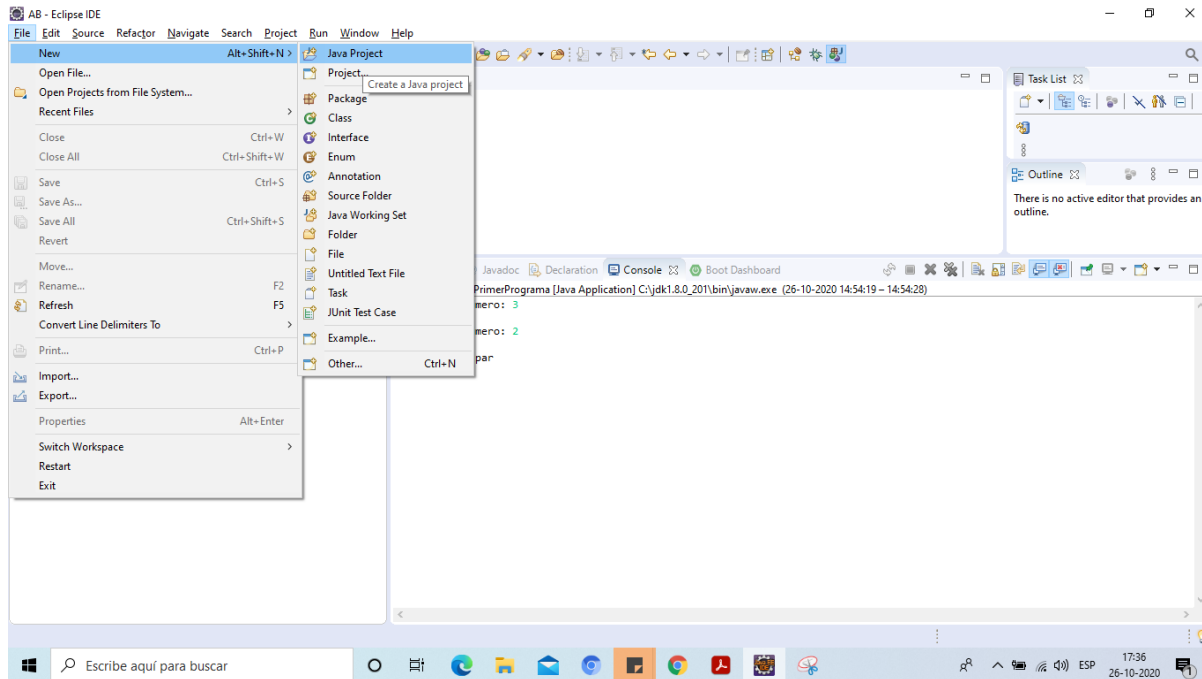 AB - Eclipse IDE
File Edit Source Refactor Navigate Search Project Run Window Help
New Alt+Shift+N >
Open File...
Open Projects from File System...
Recent Files >
Close Ctrl+W
Close All Ctrl+Shift+W
Save Ctrl+S
Save As...
Save All Ctrl+Shift+S
Revert
Move...
Rename... F2
Refresh F5
Convert Line Delimiters To >
Print... Ctrl+P
Import...
Export...
Properties Alt+Enter
Switch Workspace >
Restart
Exit
Java Project
Project...
Create a Java project
Package
Class
Interface
Enum
Annotation
Source Folder
Java Working Set
Folder
File
Untitled Text File
Task
JUnit Test Case
Example...
Other... Ctrl+N
Task List
Outline
There is no active editor that provides an
outline.
Javadoc Declaration Console Boot Dashboard
PrimerPrograma [Java Application] C:\jdk1.8.0_201\bin\javaw.exe (26-10-2020 14:54:19 – 14:54:28)
mero: 3
mero: 2
par
Escribe aquí para buscar
ESP
17:36
26-10-2020
1